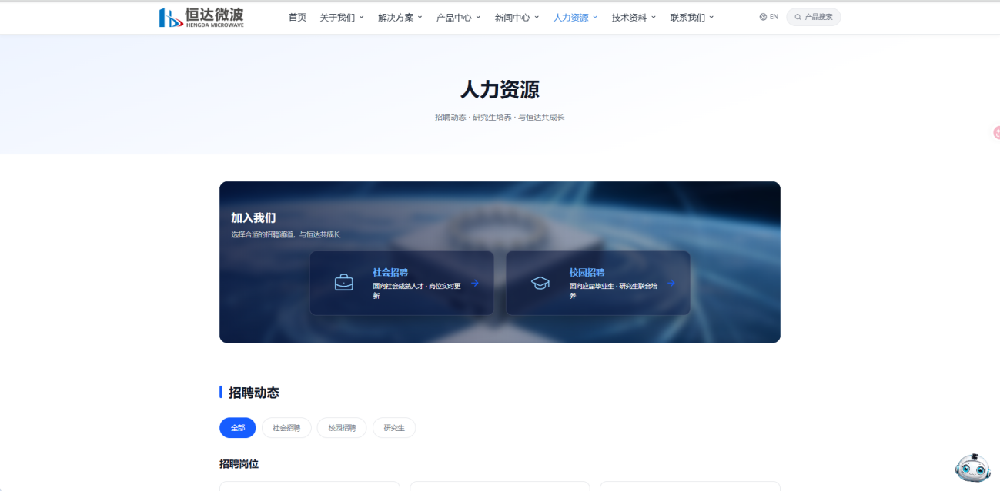 恒达微波
HENGDA MICROWAVE
首页 关于我们 解决方案 产品中心 新闻中心 人力资源 技术资料 联系我们 EN 产品搜索
人力资源
招聘动态 · 研究生培养 · 与恒达共成长
加入我们
选择合适的招聘通道，与恒达共成长
社会招聘
面向社会成熟人才 · 岗位实时更
新
校园招聘
面向应届毕业生 · 研究生联合培
养
招聘动态
全部 社会招聘 校园招聘 研究生
招聘岗位